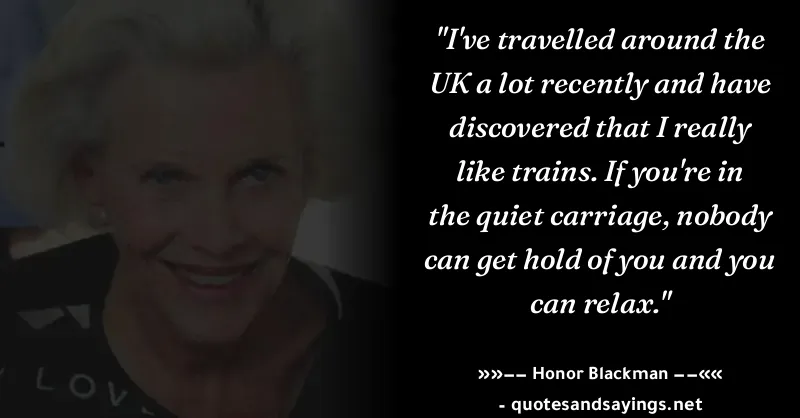 "I've travelled around the
UK a lot recently and have
discovered that I really
like trains. If you're in
the quiet carriage, nobody
can get hold of you and you
can relax."
»»−− Honor Blackman −−««
- quotesandsayings.net
LOV